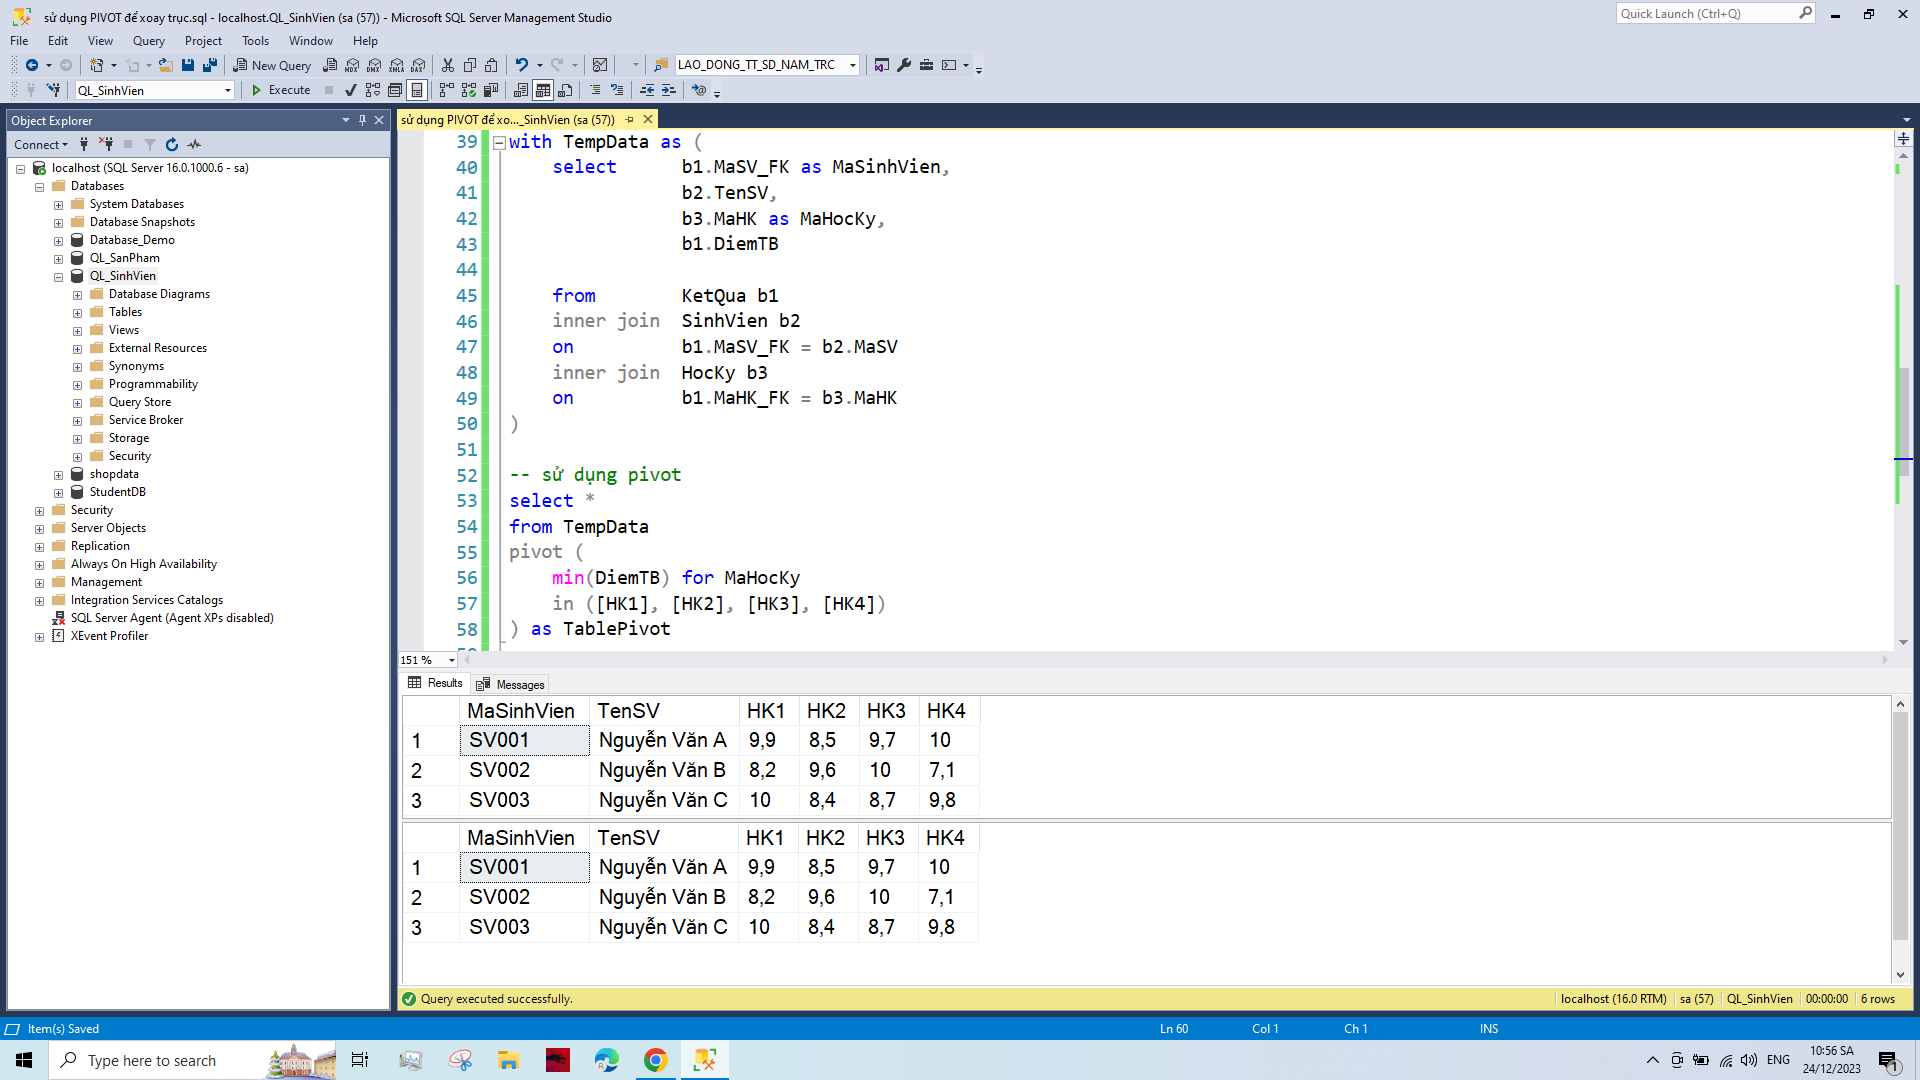 sử dụng PIVOT để xoay trục.sql - localhost.QL_SinhVien (sa (57)) - Microsoft SQL Server Management Studio
Quick Launch (Ctrl+Q)
File Edit View Query Project Tools Window Help
New Query
MDX DMX XMLA DAX
LAO_DONG_TT_SD_NAM_TRC
QL_SinhVien
Execute
Object Explorer
Connect
localhost (SQL Server 16.0.1000.6 - sa)
Databases
System Databases
Database Snapshots
Database_Demo
QL_SanPham
QL_SinhVien
Database Diagrams
Tables
Views
External Resources
Synonyms
Programmability
Query Store
Service Broker
Storage
Security
shopdata
StudentDB
Security
Server Objects
Replication
Always On High Availability
Management
Integration Services Catalogs
SQL Server Agent (Agent XPs disabled)
XEvent Profiler
sử dụng PIVOT để xo..._SinhVien (sa (57))
39 with TempData as (
40 select b1.MaSV_FK as MaSinhVien,
41 b2.TenSV,
42 b3.MaHK as MaHocKy,
43 b1.DiemTB
44
45 from KetQua b1
46 inner join SinhVien b2
47 on b1.MaSV_FK = b2.MaSV
48 inner join HocKy b3
49 on b1.MaHK_FK = b3.MaHK
50 )
51
52 -- sử dụng pivot
53 select *
54 from TempData
55 pivot (
56 min(DiemTB) for MaHocKy
57 in ([HK1], [HK2], [HK3], [HK4])
58 ) as TablePivot
151 %
Results Messages
MaSinhVien TenSV HK1 HK2 HK3 HK4
1 SV001 Nguyễn Văn A 9,9 8,5 9,7 10
2 SV002 Nguyễn Văn B 8,2 9,6 10 7,1
3 SV003 Nguyễn Văn C 10 8,4 8,7 9,8
MaSinhVien TenSV HK1 HK2 HK3 HK4
1 SV001 Nguyễn Văn A 9,9 8,5 9,7 10
2 SV002 Nguyễn Văn B 8,2 9,6 10 7,1
3 SV003 Nguyễn Văn C 10 8,4 8,7 9,8
Query executed successfully.
localhost (16.0 RTM) sa (57) QL_SinhVien 00:00:00 6 rows
Item(s) Saved
Ln 60 Col 1 Ch 1 INS
Type here to search
ENG
10:56 SA
24/12/2023
1